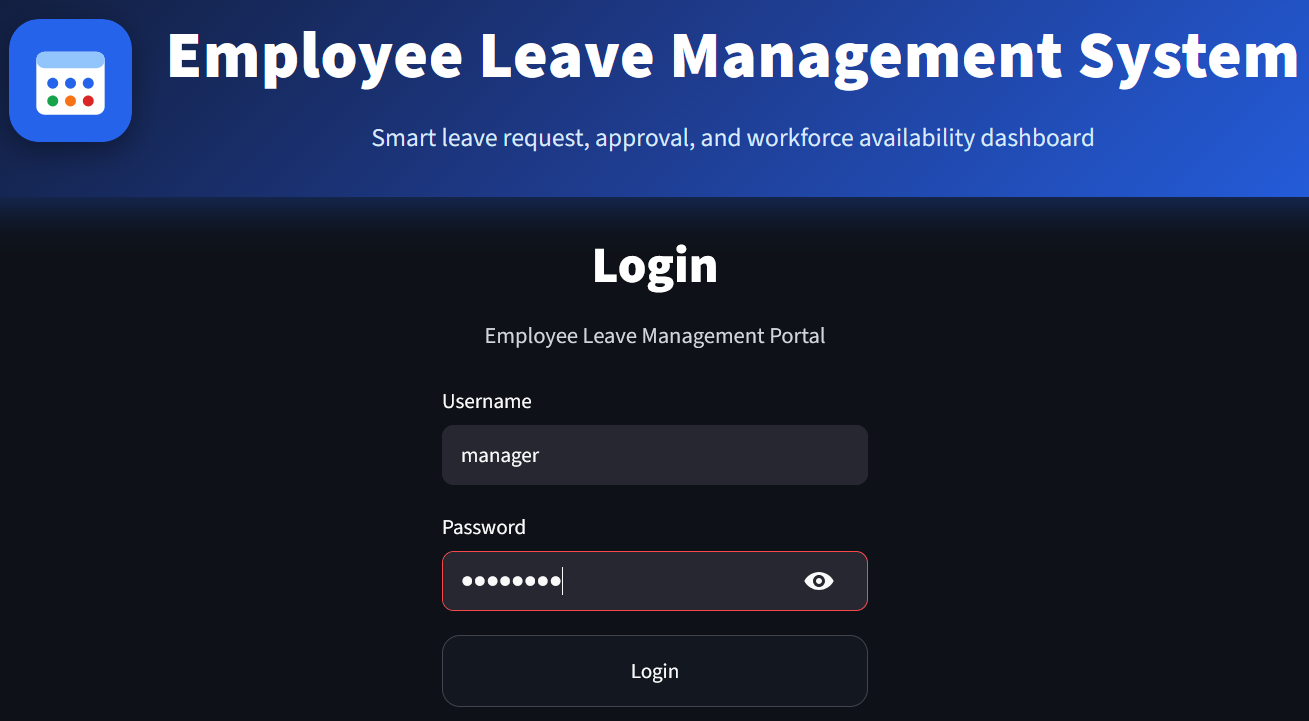 Employee Leave Management System
Smart leave request, approval, and workforce availability dashboard
Login
Employee Leave Management Portal
Username
manager
Password
••••••••
Login